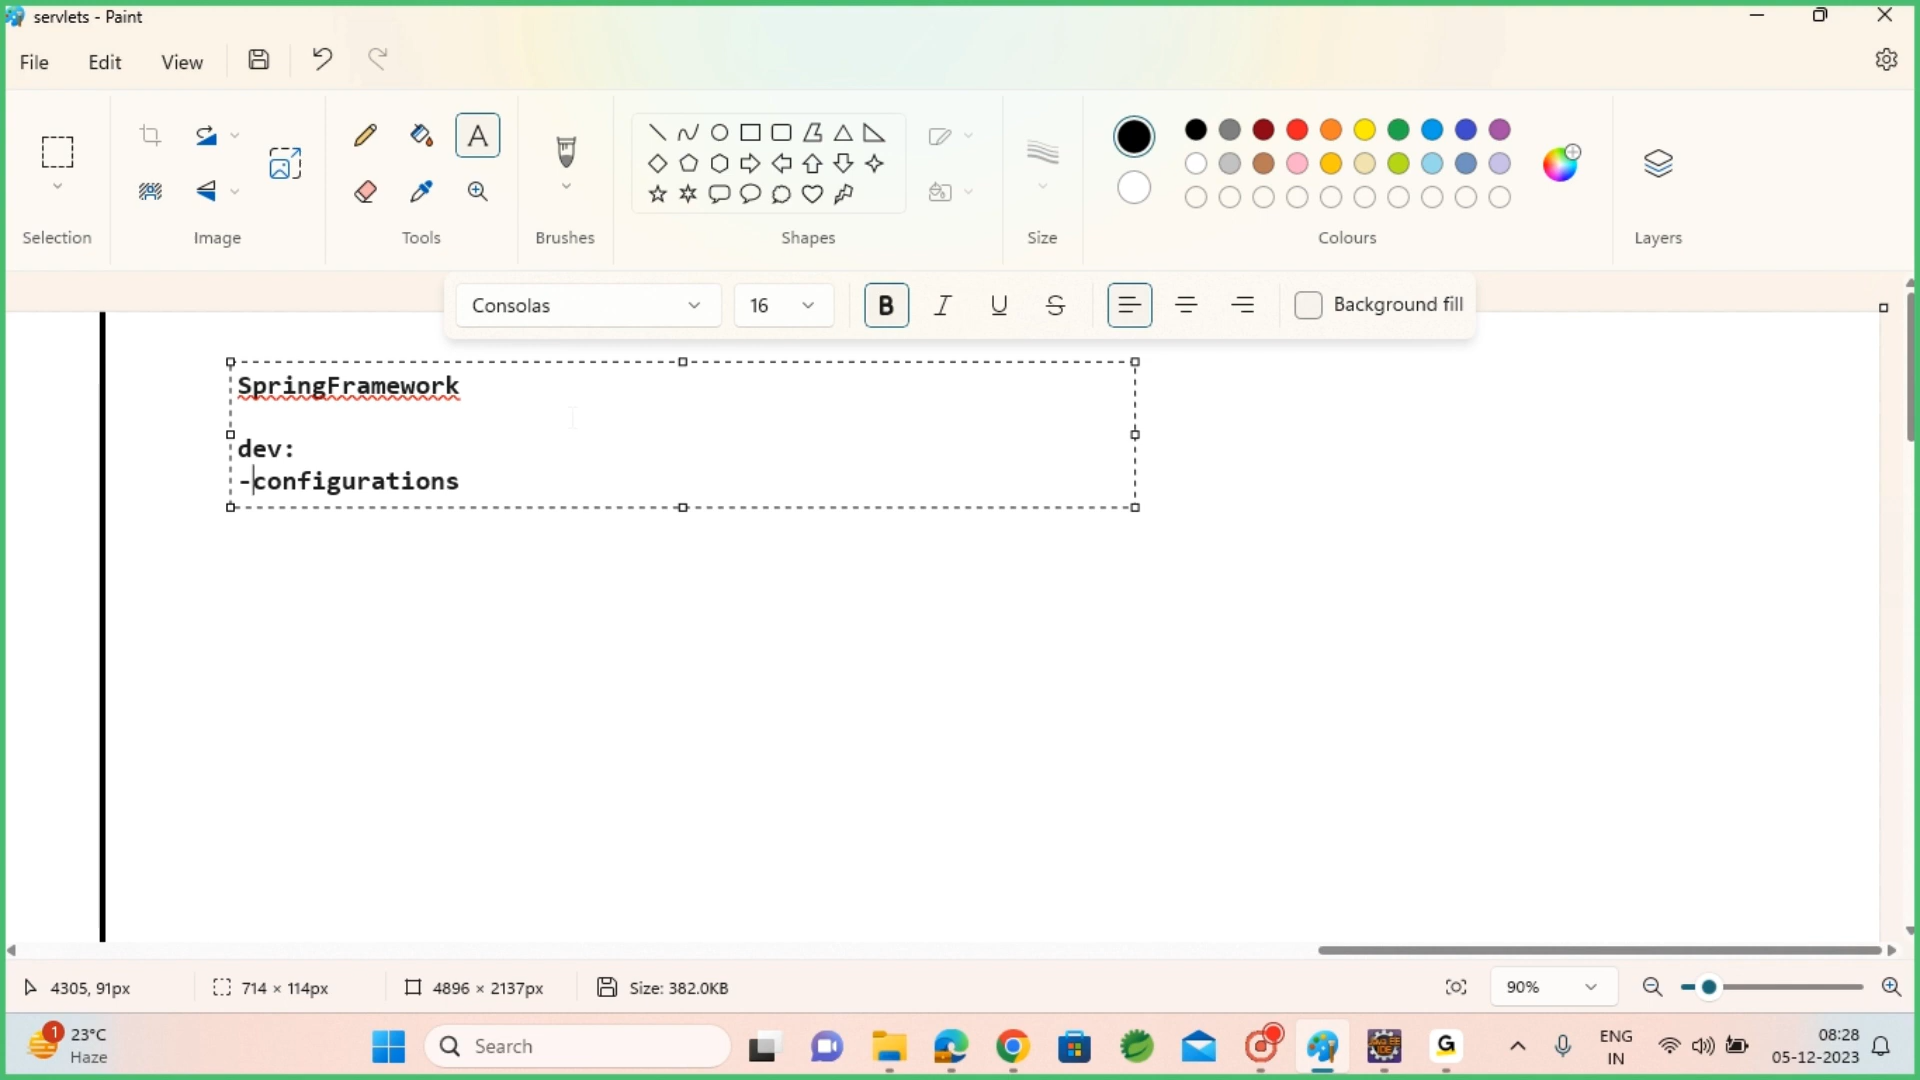 servlets - Paint
File Edit View
Selection Image Tools Brushes Shapes Size Colours Layers
Consolas 16 B I U S Background fill
SpringFramework
dev:
-configurations
4305, 91px 714 × 114px 4896 × 2137px Size: 382.0KB 90%
1 23°C Search ENG 08:28
Haze IN 05-12-2023